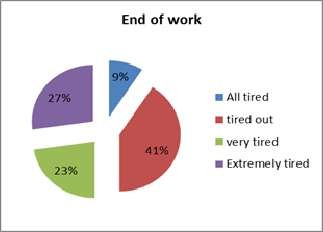 End of work
9%
27%
41%
23%
All tired
tired out
very tired
Extremely tired